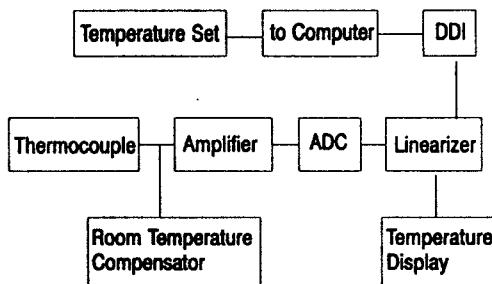 Temperature Set
to Computer
DDI
Thermocouple
Amplifier
ADC
Linearizer
Room Temperature
Compensator
Temperature
Display